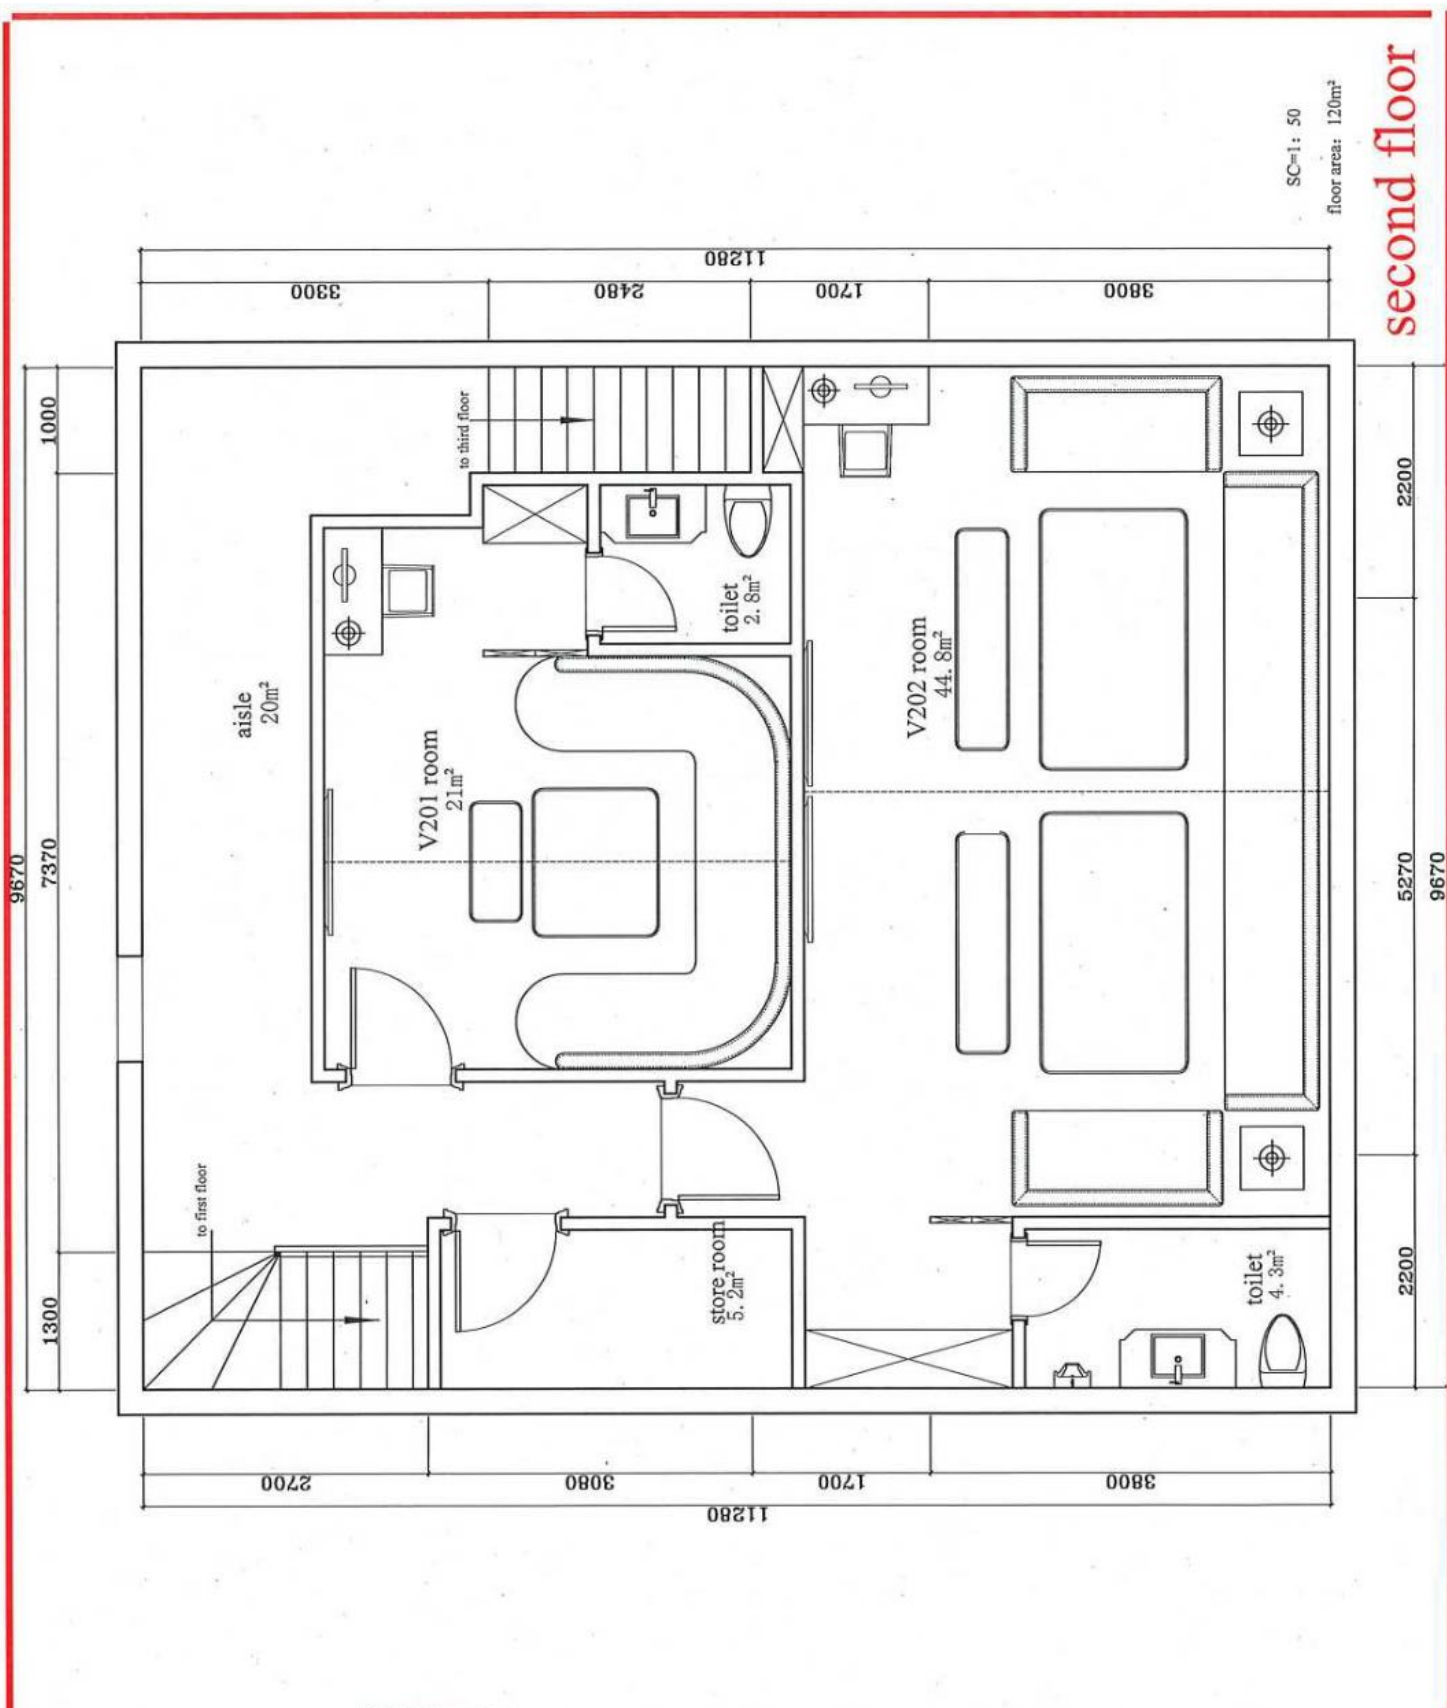 second floor
SC=1: 50
floor area: 120m²
11280
3300
2480
1700
3800
9670
1000
7370
1300
2200
5270
2200
9670
to third floor
aisle
20m²
V201 room
21m²
toilet
2.8m²
V202 room
44.8m²
to first floor
store room
5.2m²
toilet
4.3m²
2700
3080
1700
3800
11280